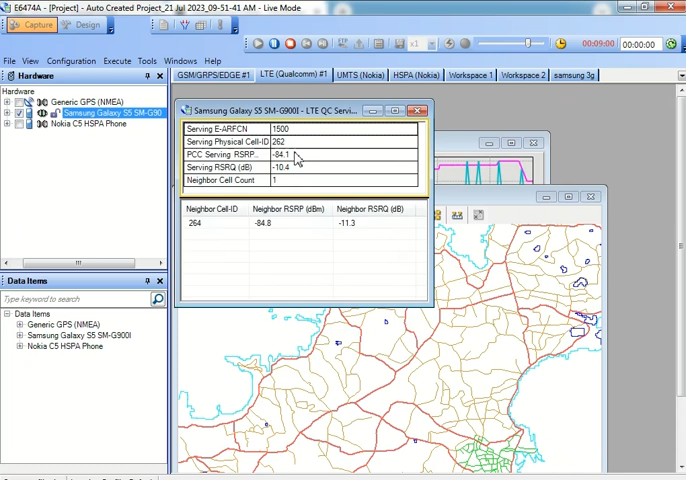 E6474A - [Project] - Auto Created Project_21 Jul 2023_09-51-41 AM - Live Mode
Capture Design
x1 00:09:00 00:00:00
File View Configuration Execute Tools Windows Help
Hardware
GSM/GRPS/EDGE #1 LTE (Qualcomm) #1 UMTS (Nokia) HSPA (Nokia) Workspace 1 Workspace 2 samsung 3g
Hardware
Generic GPS (NMEA)
Samsung Galaxy S5 SM-G90
Nokia C5 HSPA Phone
Samsung Galaxy S5 SM-G900I - LTE QC Servi...
Serving E-ARFCN 1500
Serving Physical Cell-ID 262
PCC Serving RSRP... -84.1
Serving RSRQ (dB) -10.4
Neighbor Cell Count 1
Neighbor Cell-ID Neighbor RSRP (dBm) Neighbor RSRQ (dB)
264 -84.8 -11.3
Data Items
Type keyword to search
Data Items
Generic GPS (NMEA)
Samsung Galaxy S5 SM-G900I
Nokia C5 HSPA Phone